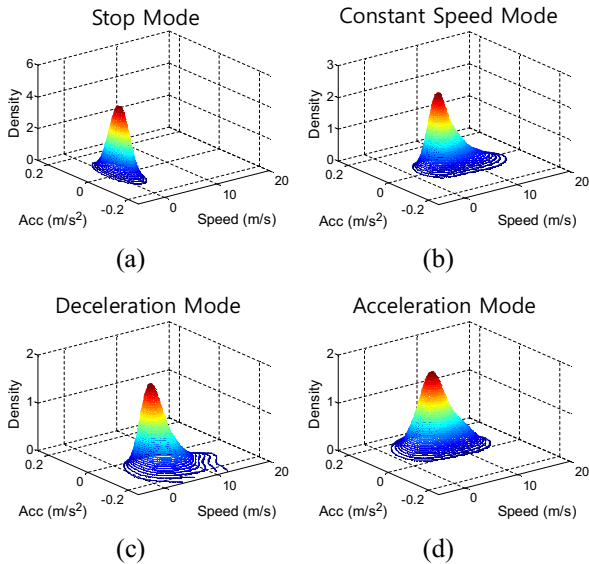 Stop Mode
6
4
2
0
Density
0.2
0
-0.2
Acc (m/s²)
0
10
20
Speed (m/s)
(a)
Constant Speed Mode
3
2
1
0
Density
0.2
0
-0.2
Acc (m/s²)
0
10
20
Speed (m/s)
(b)
Deceleration Mode
2
1
0
Density
0.2
0
-0.2
Acc (m/s²)
0
10
20
Speed (m/s)
(c)
Acceleration Mode
2
1
0
Density
0.2
0
-0.2
Acc (m/s²)
0
10
20
Speed (m/s)
(d)